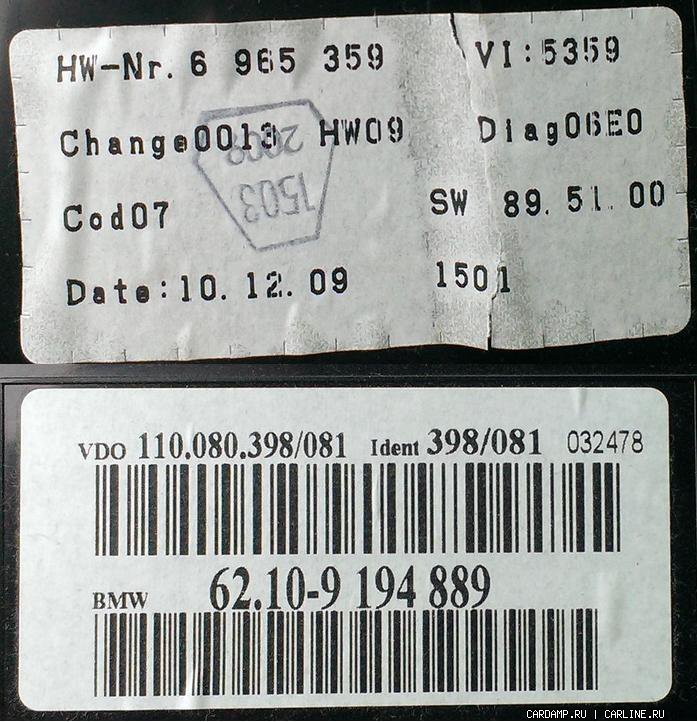 HW-Nr. 6 965 359 VI:5359
Change0013 HW09 Diag06E0
2008
1503
Cod07 SW 89.51.00
Date:10.12.09 1501
VDO 110.080.398/081 Ident 398/081 032478
BMW 62.10-9 194 889
CARDAMP.RU | CARLINE.RU